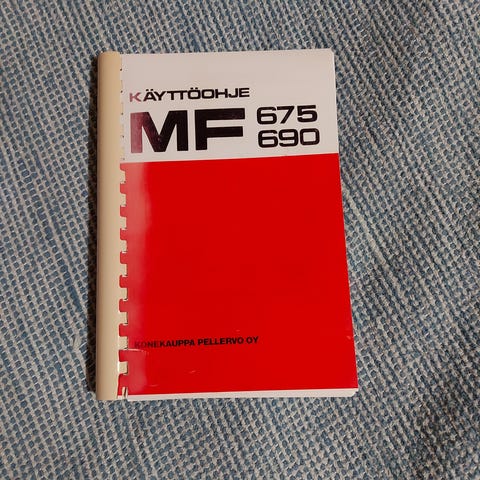 KÄYTTÖOHJE
MF 675
690
KONEKAUPPA PELLERVO OY